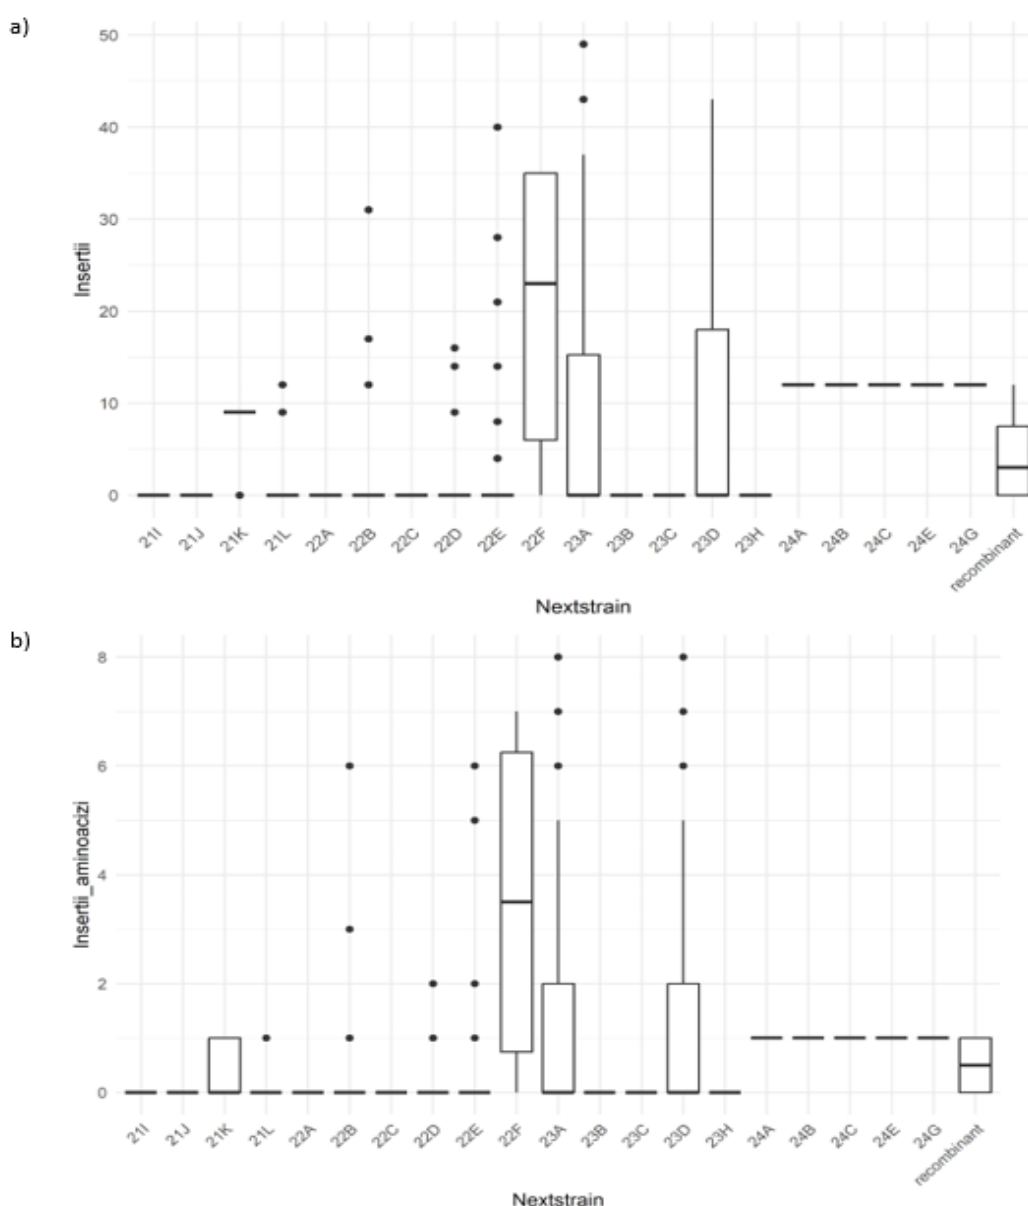 a)
50
40
30
20
10
0
Insertii
21I
21J
21K
21L
22A
22B
22C
22D
22E
22F
23A
23B
23C
23D
23H
24A
24B
24C
24E
24G
recombinant
Nextstrain
b)
8
6
4
2
0
Insertii_aminoacizi
21I
21J
21K
21L
22A
22B
22C
22D
22E
22F
23A
23B
23C
23D
23H
24A
24B
24C
24E
24G
recombinant
Nextstrain